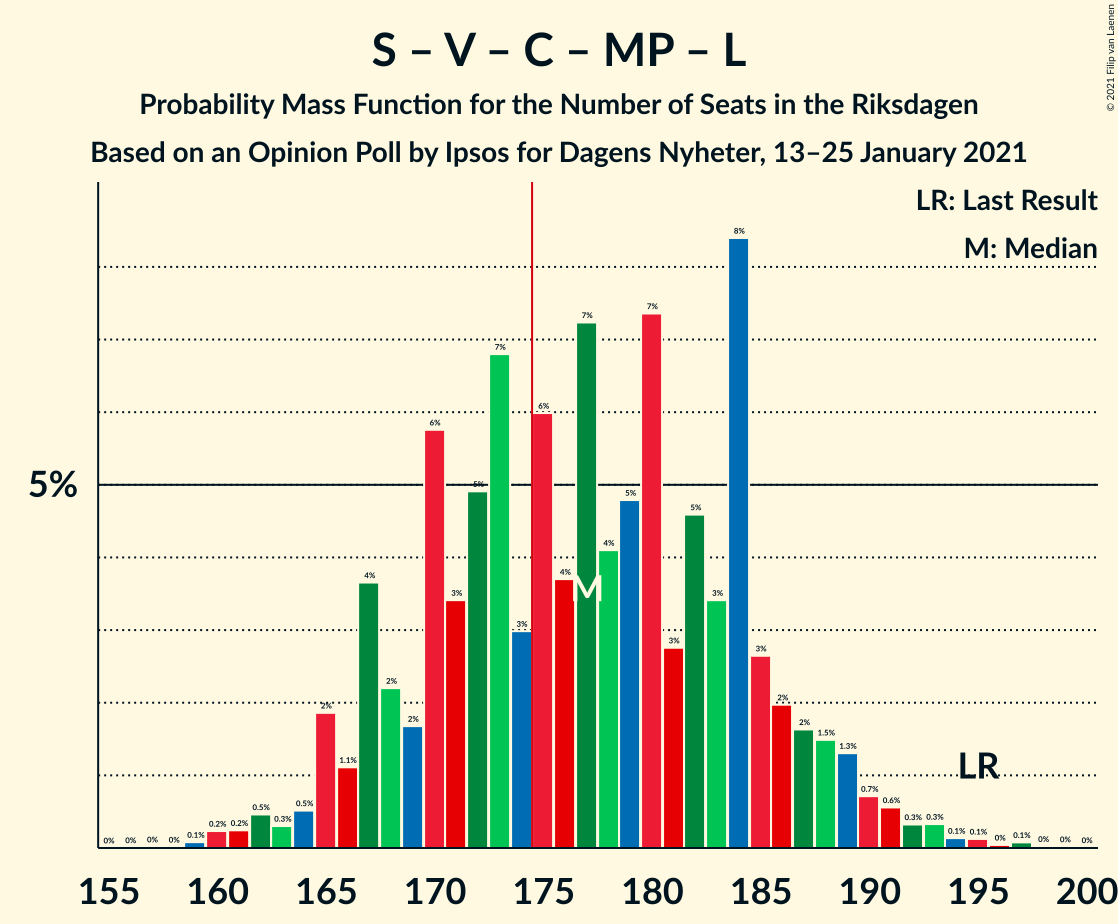 S – V – C – MP – L
Probability Mass Function for the Number of Seats in the Riksdagen
Based on an Opinion Poll by Ipsos for Dagens Nyheter, 13–25 January 2021
© 2021 Filip van Laenen
LR: Last Result
M: Median
5%
0% 0% 0% 0% 0.1% 0.2% 0.2% 0.5% 0.3% 0.5% 2% 1.1% 4% 2% 2% 6% 3% 5% 7% 3% 6% 4% 7% 4% 5% 7% 3% 5% 3% 8% 3% 2% 2% 1.5% 1.3% 0.7% 0.6% 0.3% 0.3% 0.1% 0.1% 0% 0.1% 0% 0% 0%
M
LR
155 160 165 170 175 180 185 190 195 200